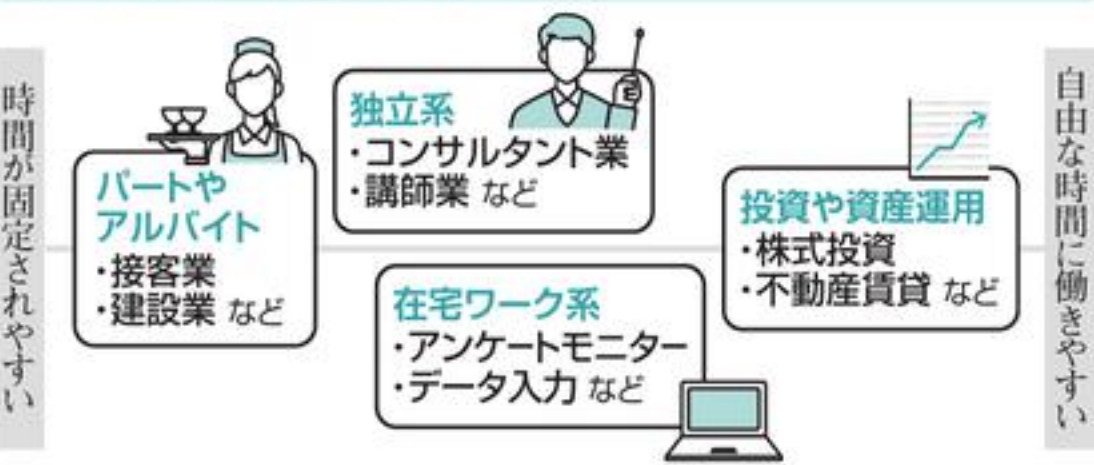 時間が固定されやすい
パートや
アルバイト
・接客業
・建設業 など
独立系
・コンサルタント業
・講師業 など
在宅ワーク系
・アンケートモニター
・データ入力 など
投資や資産運用
・株式投資
・不動産賃貸 など
自由な時間に働きやすい